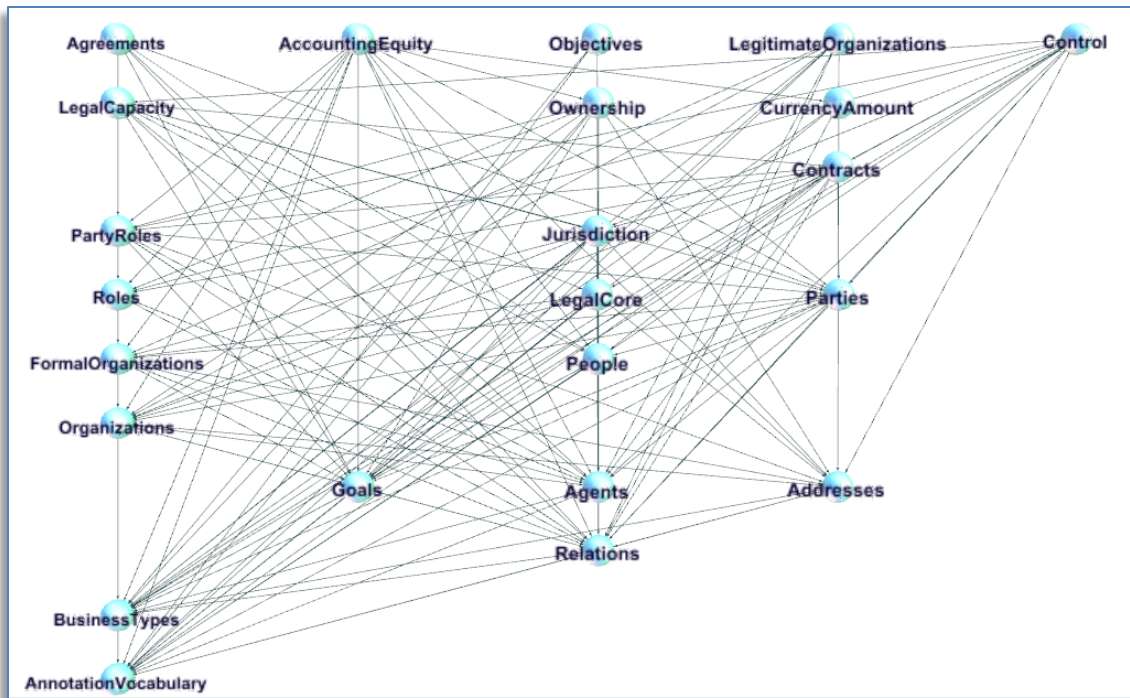 Agreements AccountingEquity Objectives LegitimateOrganizations Control
LegalCapacity Ownership CurrencyAmount
Contracts
PartyRoles Jurisdiction
Roles LegalCore Parties
FormalOrganizations People
Organizations
Goals Agents Addresses
Relations
BusinessTypes
AnnotationVocabulary